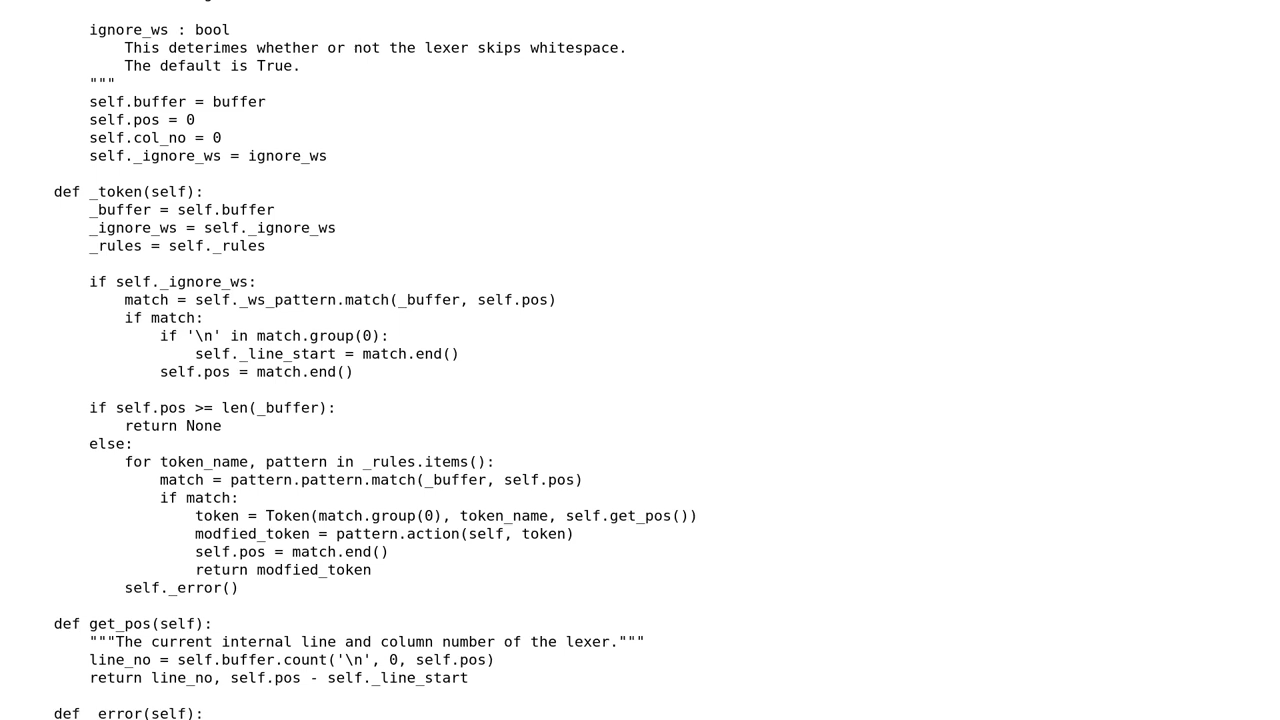 ignore_ws : bool
This deterimes whether or not the lexer skips whitespace.
The default is True.
"""
self.buffer = buffer
self.pos = 0
self.col_no = 0
self._ignore_ws = ignore_ws
def _token(self):
_buffer = self.buffer
_ignore_ws = self._ignore_ws
_rules = self._rules
if self._ignore_ws:
match = self._ws_pattern.match(_buffer, self.pos)
if match:
if '\n' in match.group(0):
self._line_start = match.end()
self.pos = match.end()
if self.pos >= len(_buffer):
return None
else:
for token_name, pattern in _rules.items():
match = pattern.pattern.match(_buffer, self.pos)
if match:
token = Token(match.group(0), token_name, self.get_pos())
modfied_token = pattern.action(self, token)
self.pos = match.end()
return modfied_token
self._error()
def get_pos(self):
"""The current internal line and column number of the lexer."""
line_no = self.buffer.count('\n', 0, self.pos)
return line_no, self.pos - self._line_start
def _error(self):